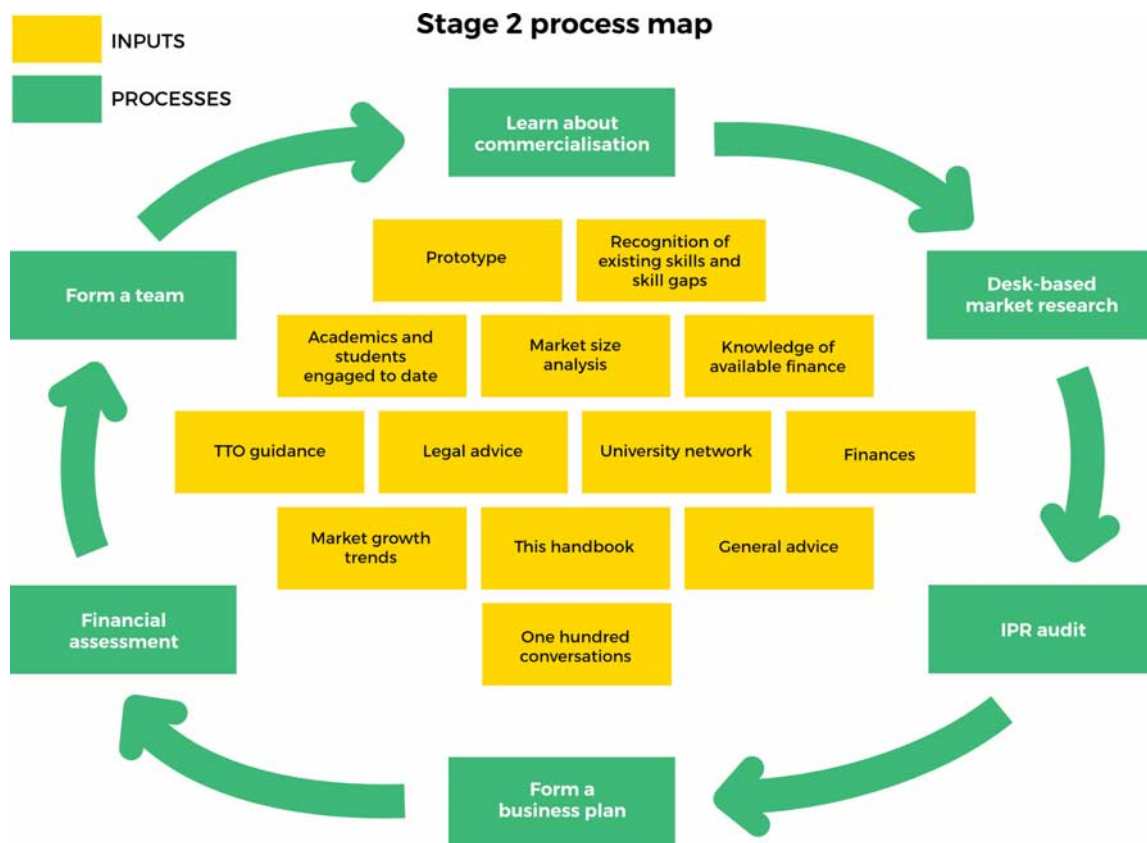 Stage 2 process map
INPUTS
PROCESSES
Learn about
commercialisation
Form a team
Desk-based
market research
Prototype
Recognition of
existing skills and
skill gaps
Academics and
students
engaged to date
Market size
analysis
Knowledge of
available finance
TTO guidance
Legal advice
University network
Finances
Market growth
trends
This handbook
General advice
Financial
assessment
IPR audit
One hundred
conversations
Form a
business plan